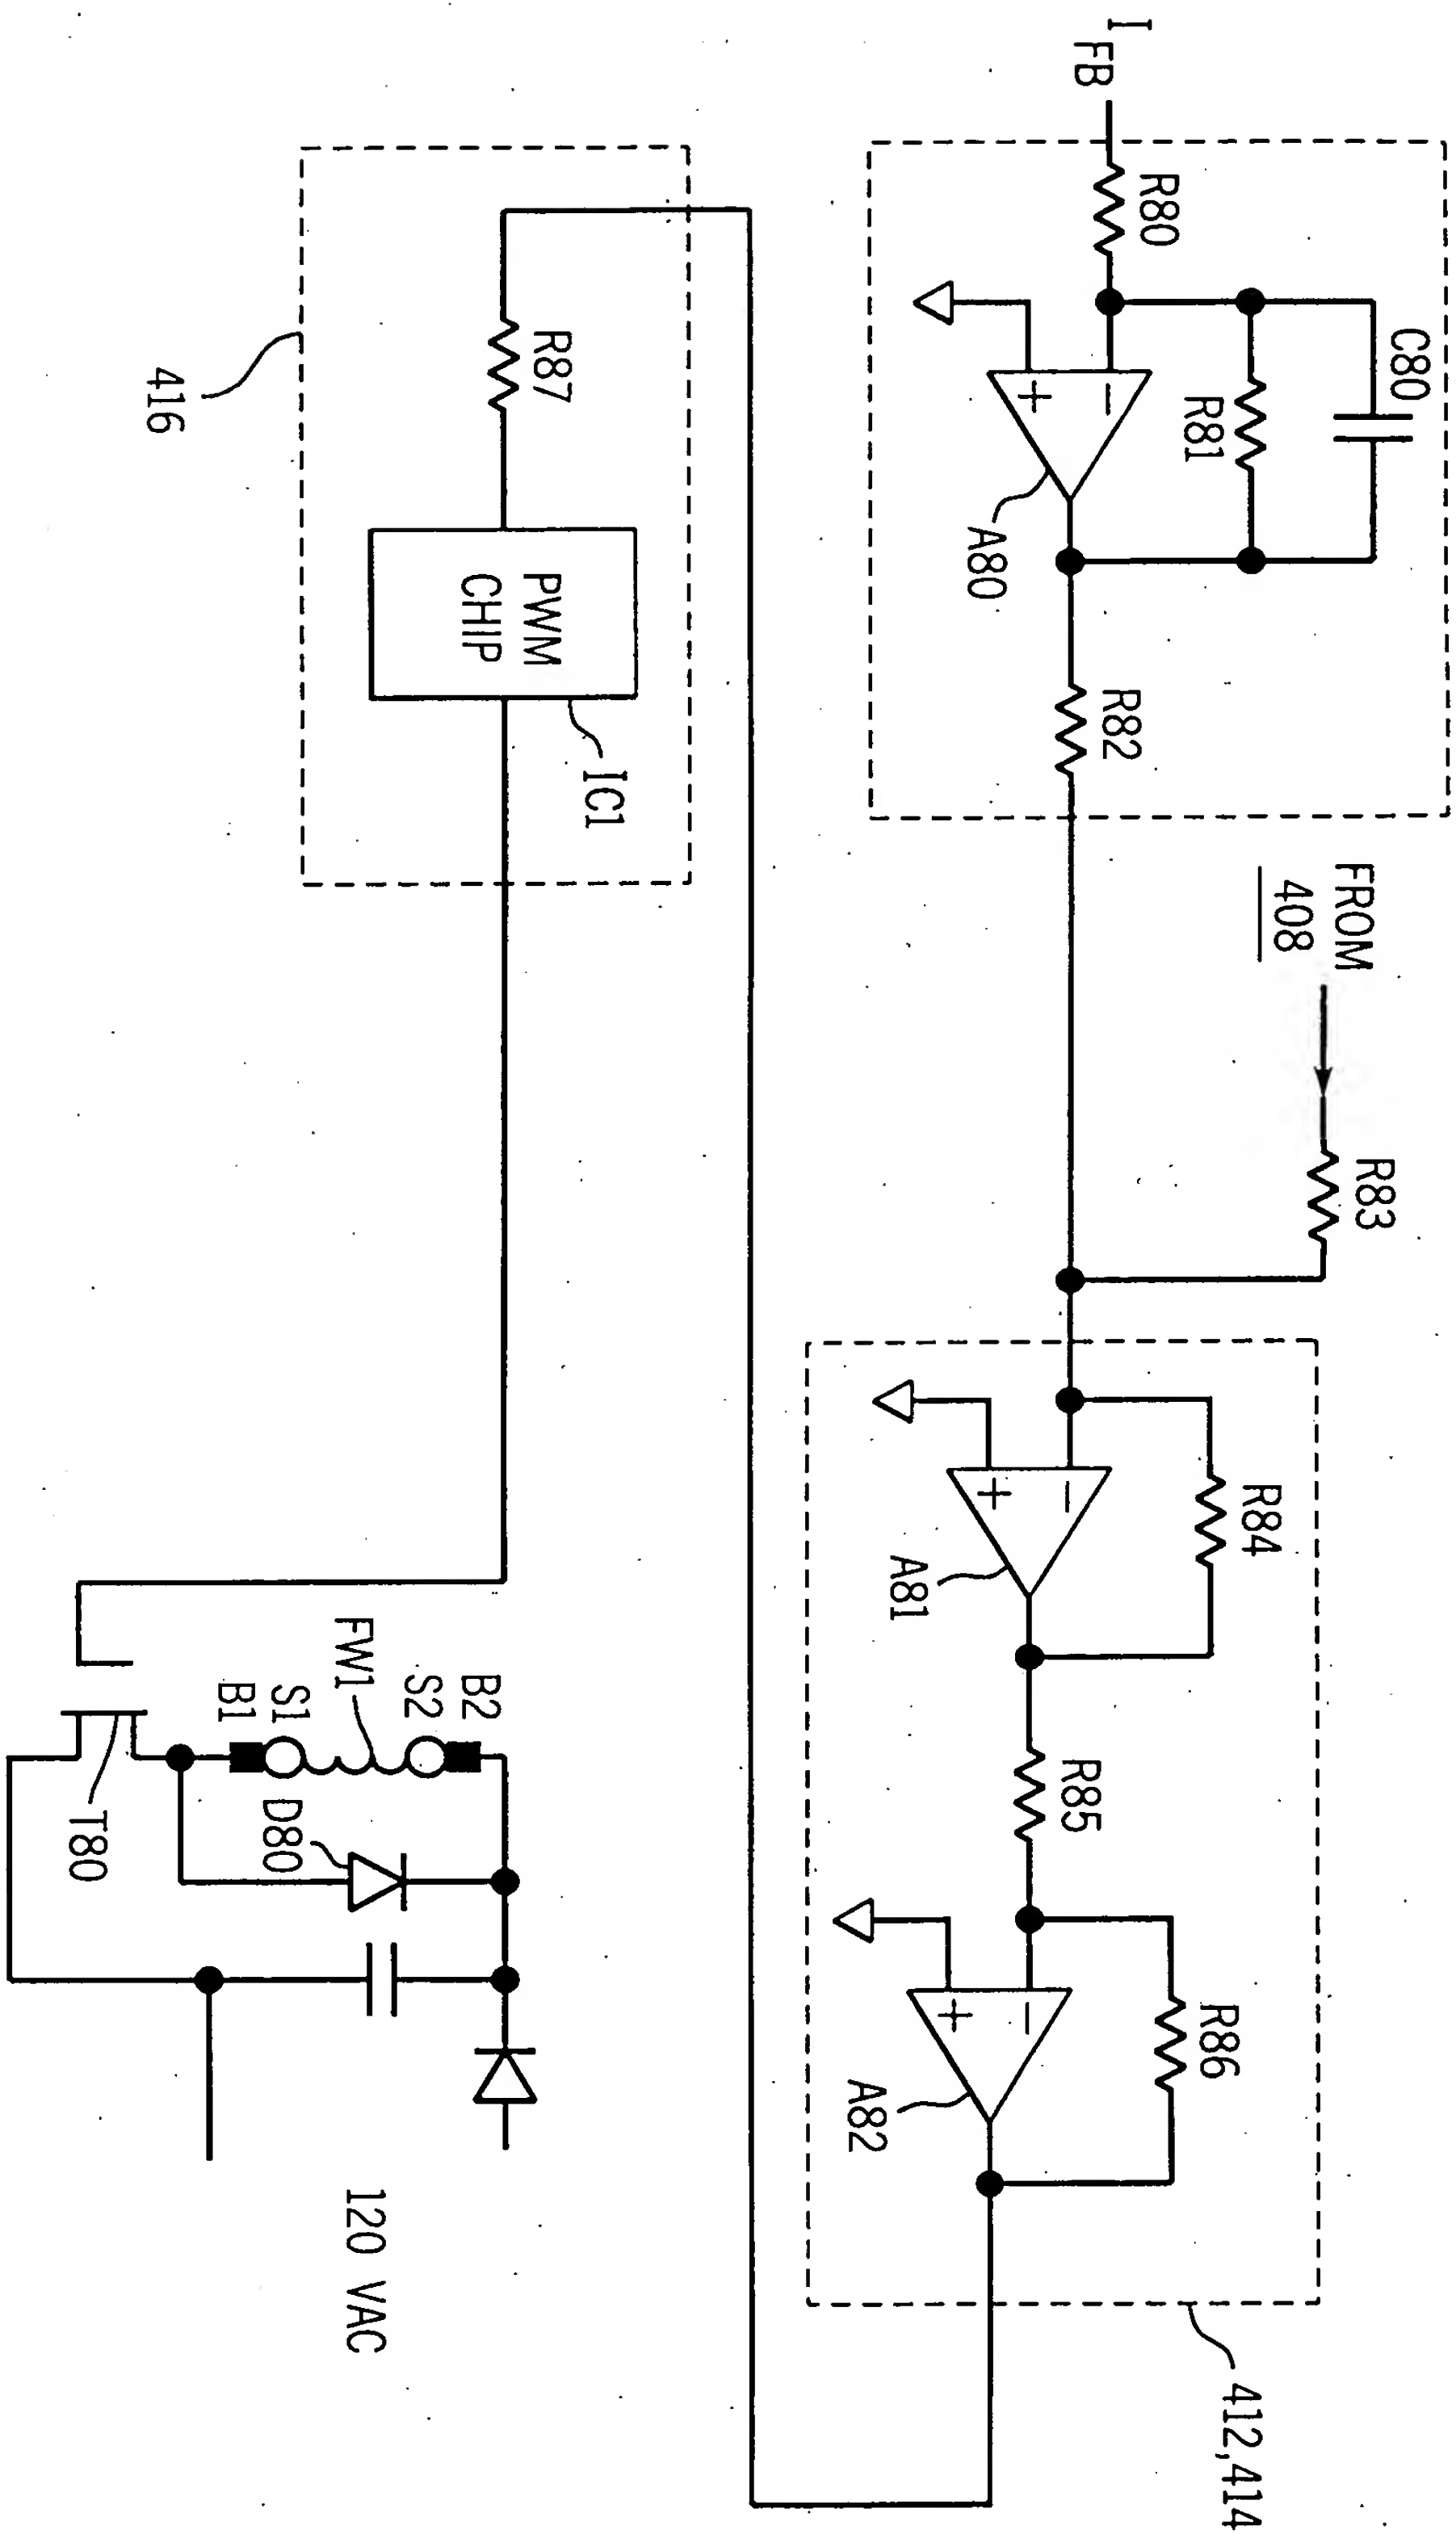 I FB
R80
C80
R81
A80
R82
FROM
408
R83
R84
A81
R85
R86
A82
412,414
R87
PWM
CHIP
IC1
416
B2
S2
FW1
S1
B1
D80
T80
120 VAC
+
−
+
−
+
−